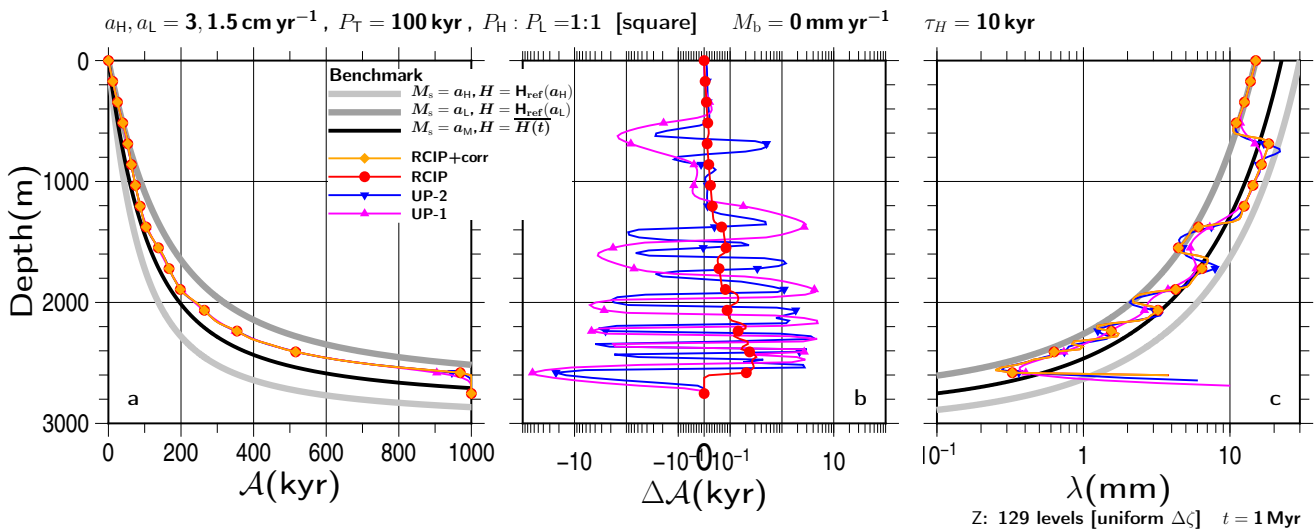 a_H, a_L = 3, 1.5 cm yr⁻¹ , P_T = 100 kyr , P_H : P_L =1:1 [square] M_b = 0 mm yr⁻¹ τ_H = 10 kyr
Benchmark
M_s = a_H, H = H_ref(a_H)
M_s = a_L, H = H_ref(a_L)
M_s = a_M, H = \overline{H(t)}
RCIP+corr
RCIP
UP-2
UP-1
Depth(m)
0
1000
2000
3000
a
b
c
0 200 400 600 800 1000
−10 −10⁻¹ 0 10⁻¹ 10
10⁻¹ 1 10
𝒜(kyr)
Δ𝒜(kyr)
λ(mm)
Z: 129 levels [uniform Δζ] t = 1 Myr